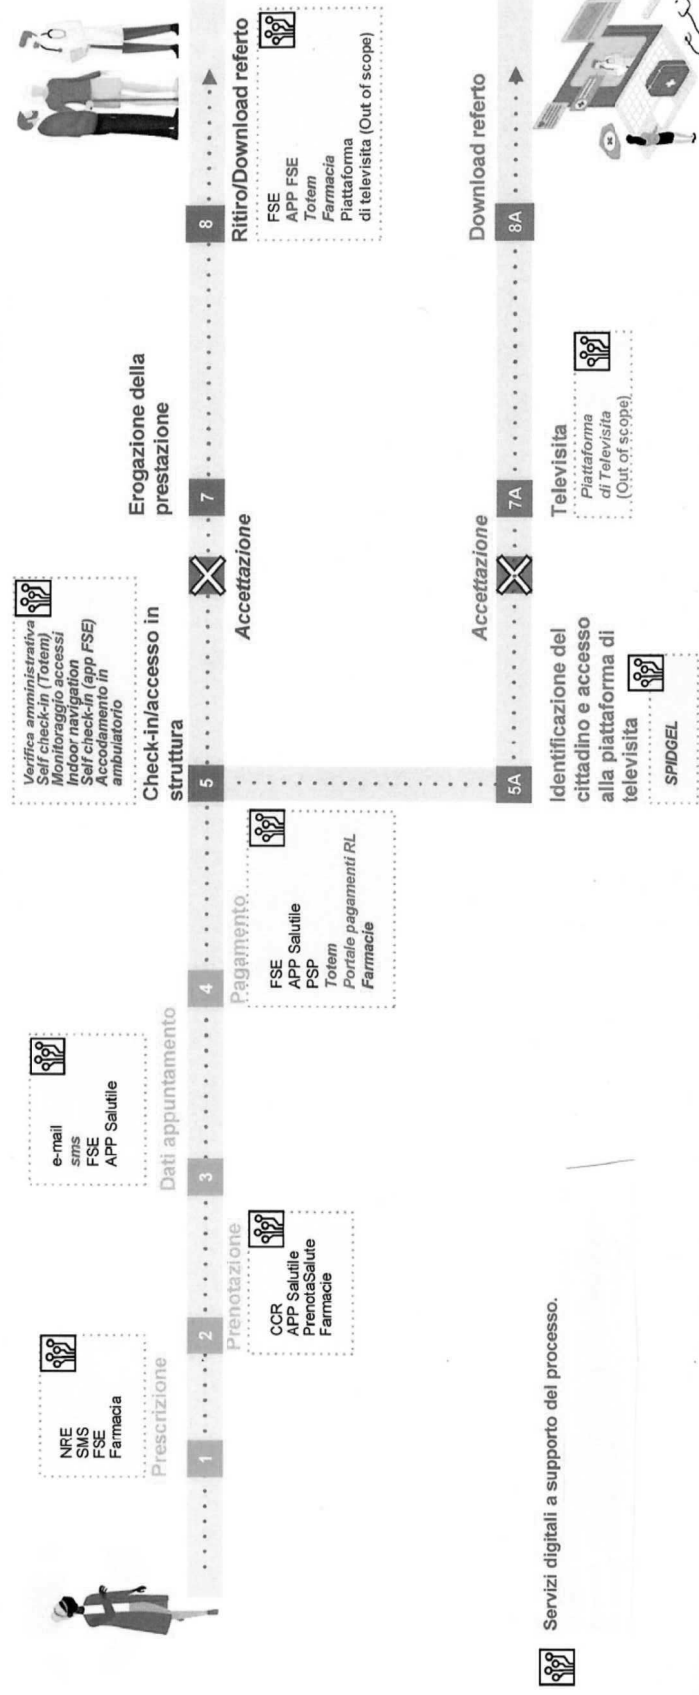 NRE
SMS
FSE
Farmacia
Prescrizione
1
2
Prenotazione
CCR
APP Salutile
PrenotaSalute
Farmacie
e-mail
sms
FSE
APP Salutile
Dati appuntamento
3
4
Pagamento
FSE
APP Salutile
PSP
Totem
Portale pagamenti RL
Farmacie
Verifica amministrativa
Self check-in (Totem)
Monitoraggio accessi
Indoor navigation
Self check-in (app FSE)
Accodamento in
ambulatorio
Check-in/accesso in
struttura
5
Accettazione
Erogazione della
prestazione
7
8
Ritiro/Download referto
FSE
APP FSE
Totem
Farmacia
Piattaforma
di televisita (Out of scope)
5A
Identificazione del
cittadino e accesso
alla piattaforma di
televisita
SPIDGEL
Accettazione
7A
Televisita
Piattaforma
di Televisita
(Out of scope)
Download referto
8A
Servizi digitali a supporto del processo.